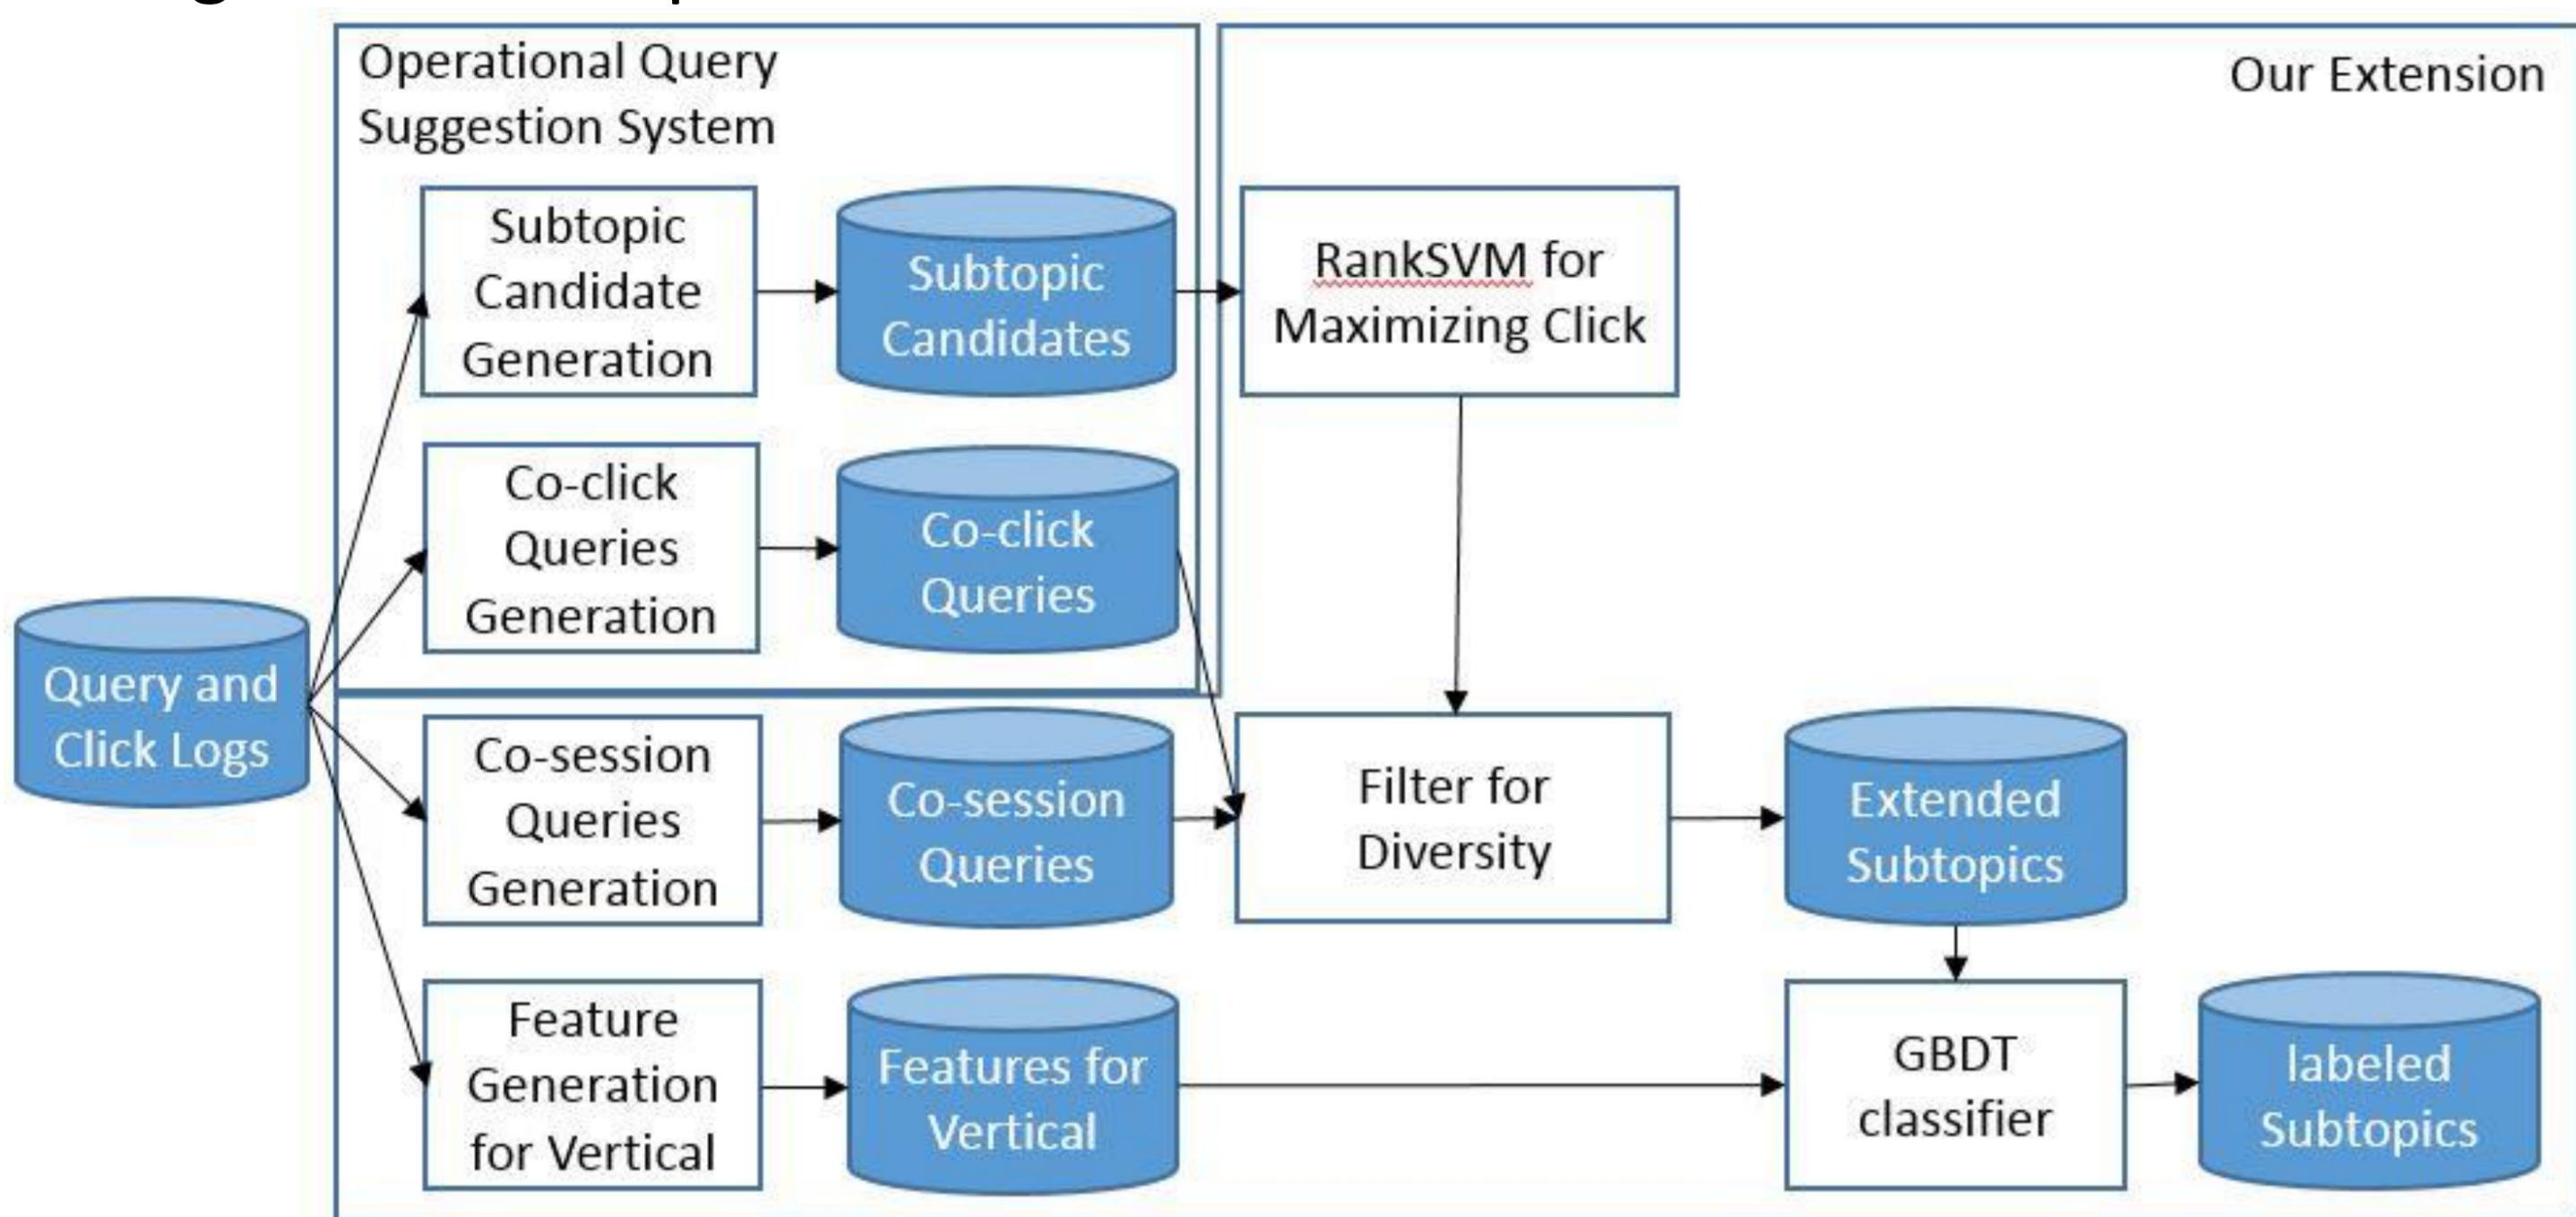 Operational Query
Suggestion System
Our Extension
Subtopic
Candidate
Generation
Subtopic
Candidates
RankSVM for
Maximizing Click
Co-click
Queries
Generation
Co-click
Queries
Query and
Click Logs
Co-session
Queries
Generation
Co-session
Queries
Filter for
Diversity
Extended
Subtopics
Feature
Generation
for Vertical
Features for
Vertical
GBDT
classifier
labeled
Subtopics